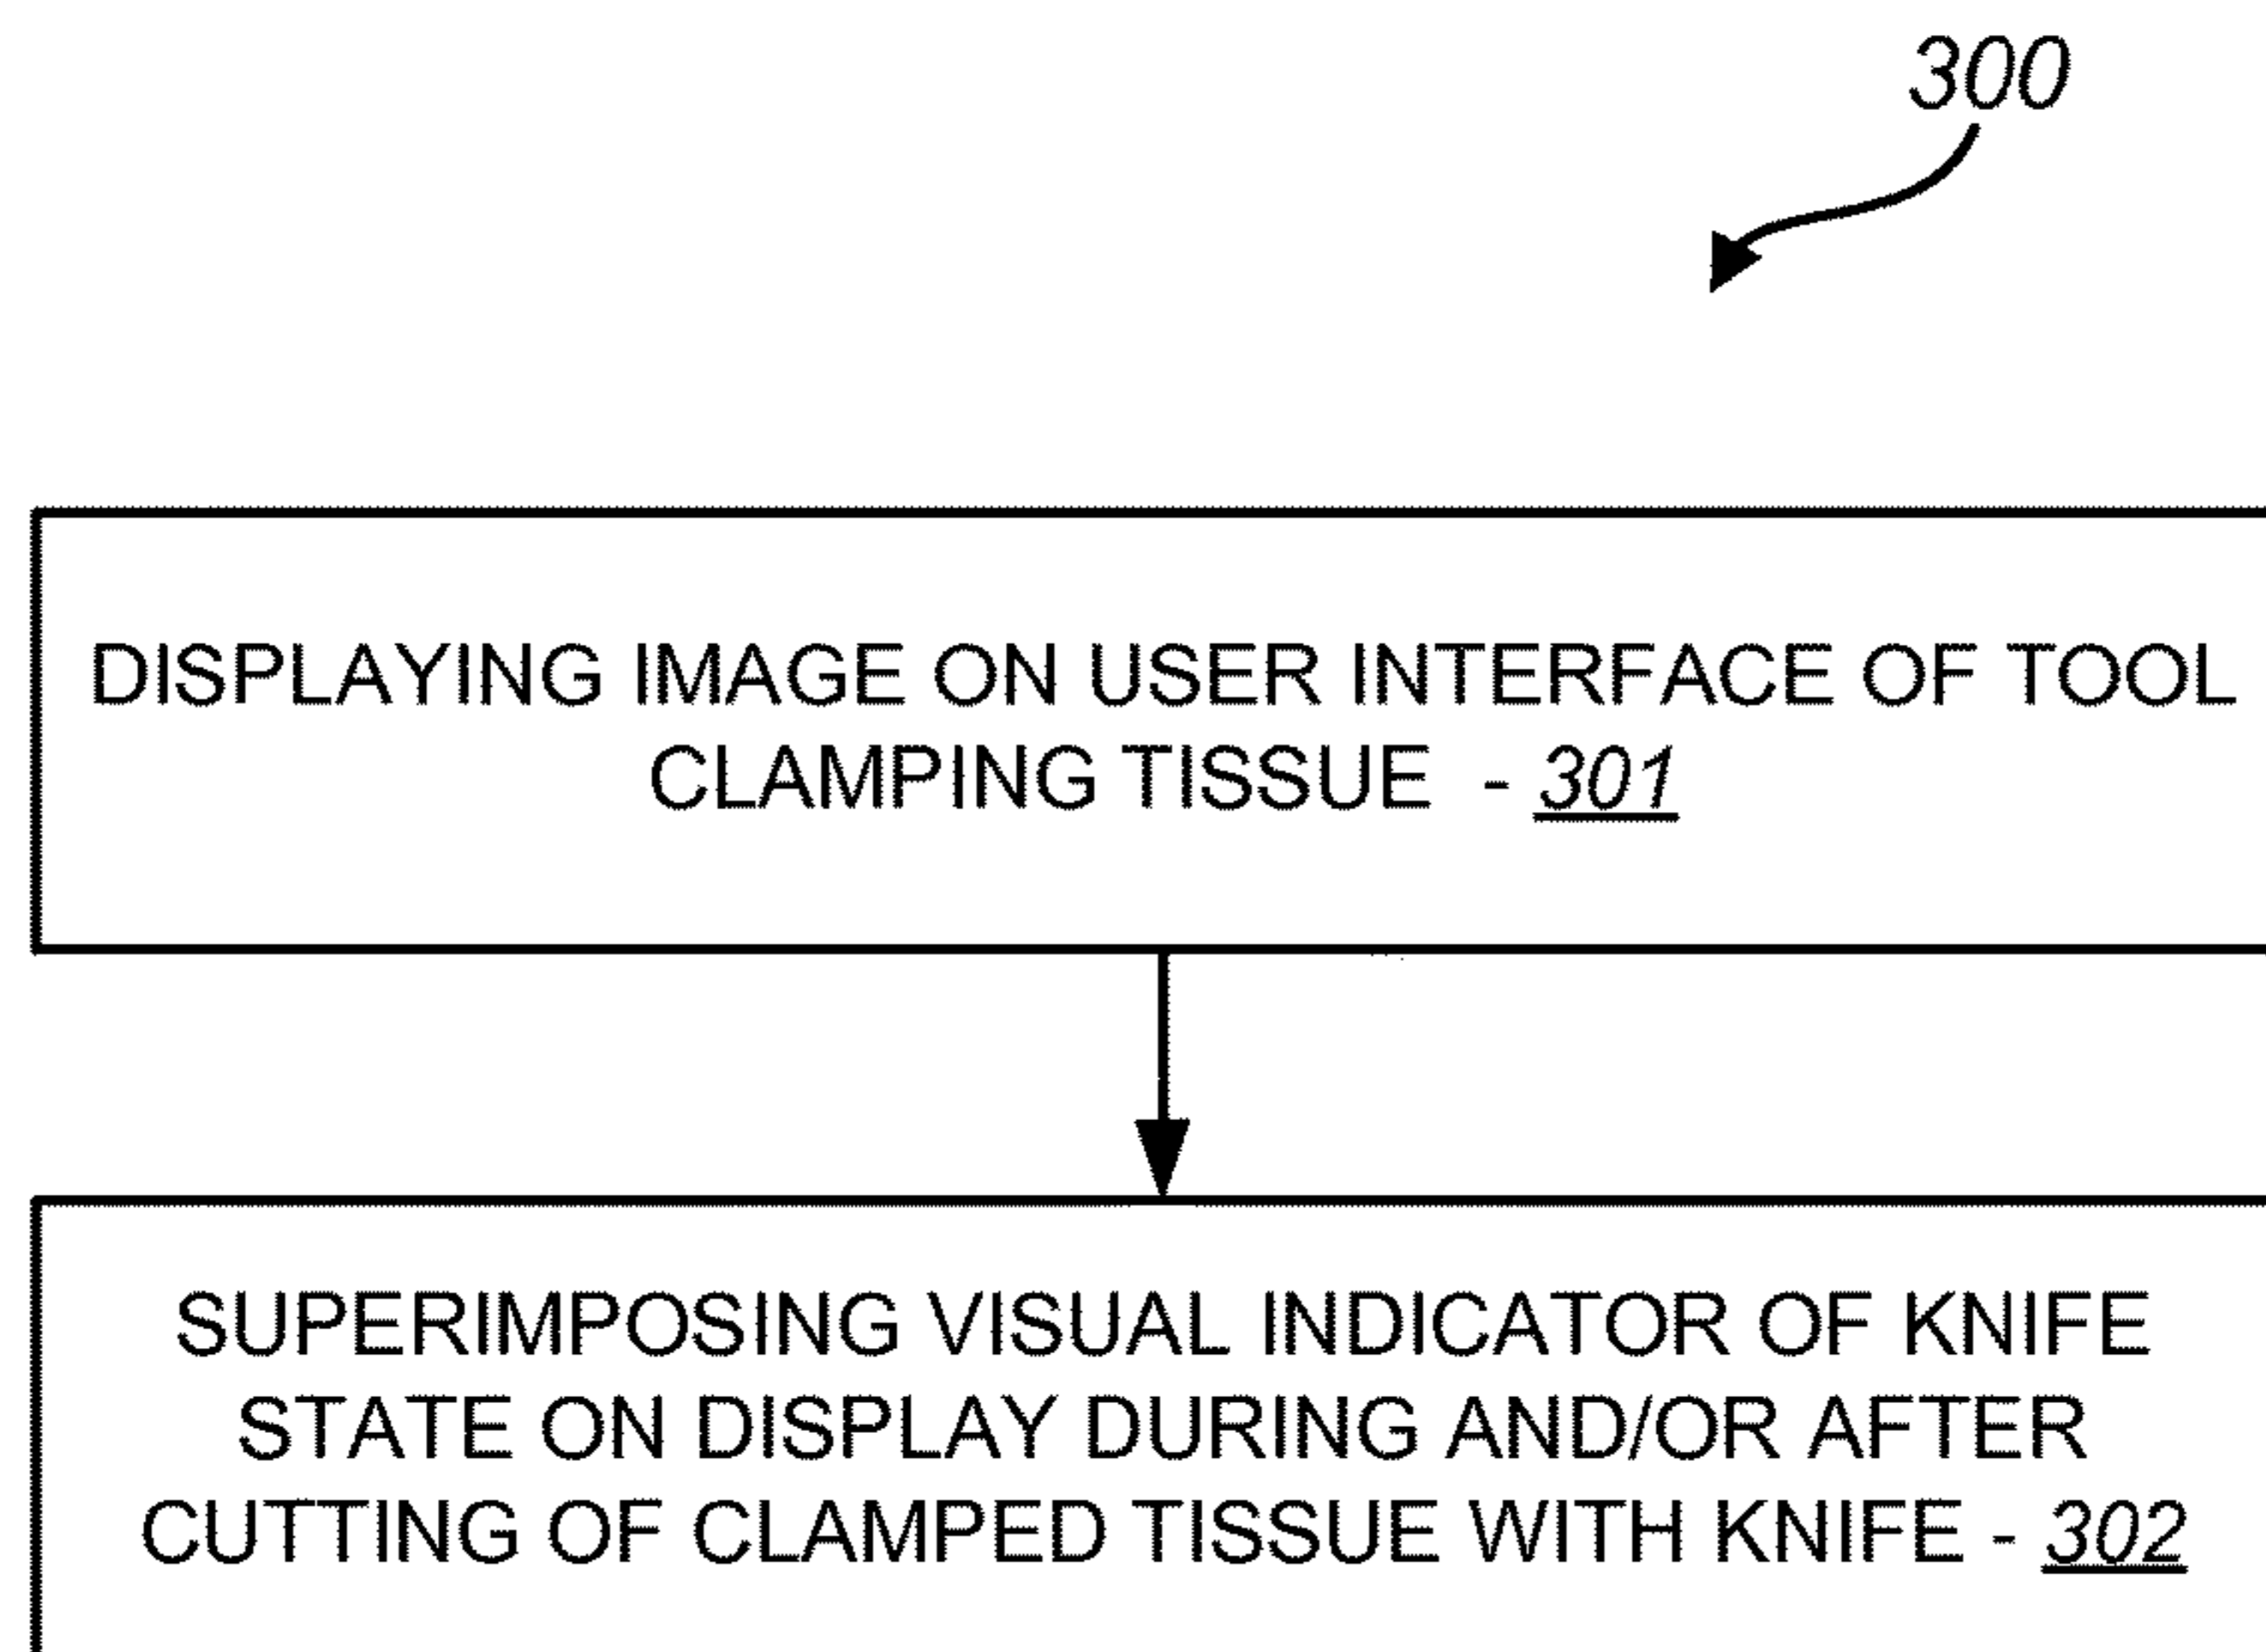 300
DISPLAYING IMAGE ON USER INTERFACE OF TOOL
CLAMPING TISSUE - 301
SUPERIMPOSING VISUAL INDICATOR OF KNIFE
STATE ON DISPLAY DURING AND/OR AFTER
CUTTING OF CLAMPED TISSUE WITH KNIFE - 302